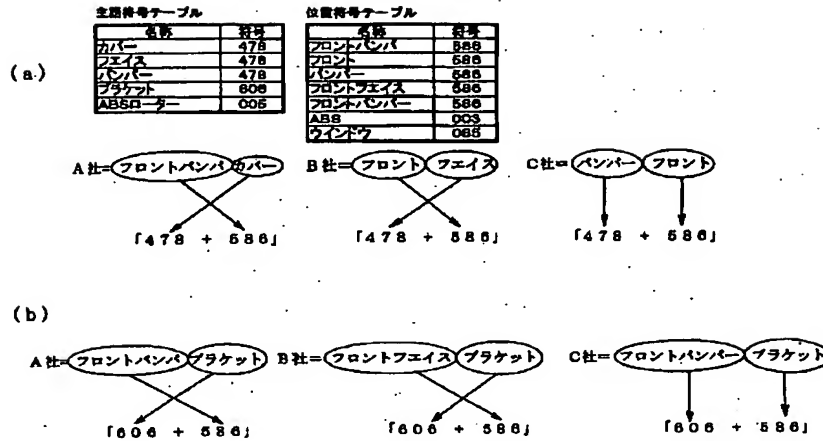 主語符号テーブル
名称 符号
カバー 478
フエイス 478
バンパー 478
ブラケット 606
ABSローター 005
位置符号テーブル
名称 符号
フロントバンパ 586
フロント 586
バンパー 586
フロントフエイス 586
フロントバンパー 586
ABS 003
ウインドウ 065
(a)
A社=フロントバンパ カバー
「478 + 586」
B社=フロント フエイス
「478 + 586」
C社=バンパー フロント
「478 + 586」
(b)
A社=フロントバンパ ブラケット
「606 + 586」
B社=フロントフエイス ブラケット
「606 + 586」
C社=フロントバンパー ブラケット
「606 + 586」